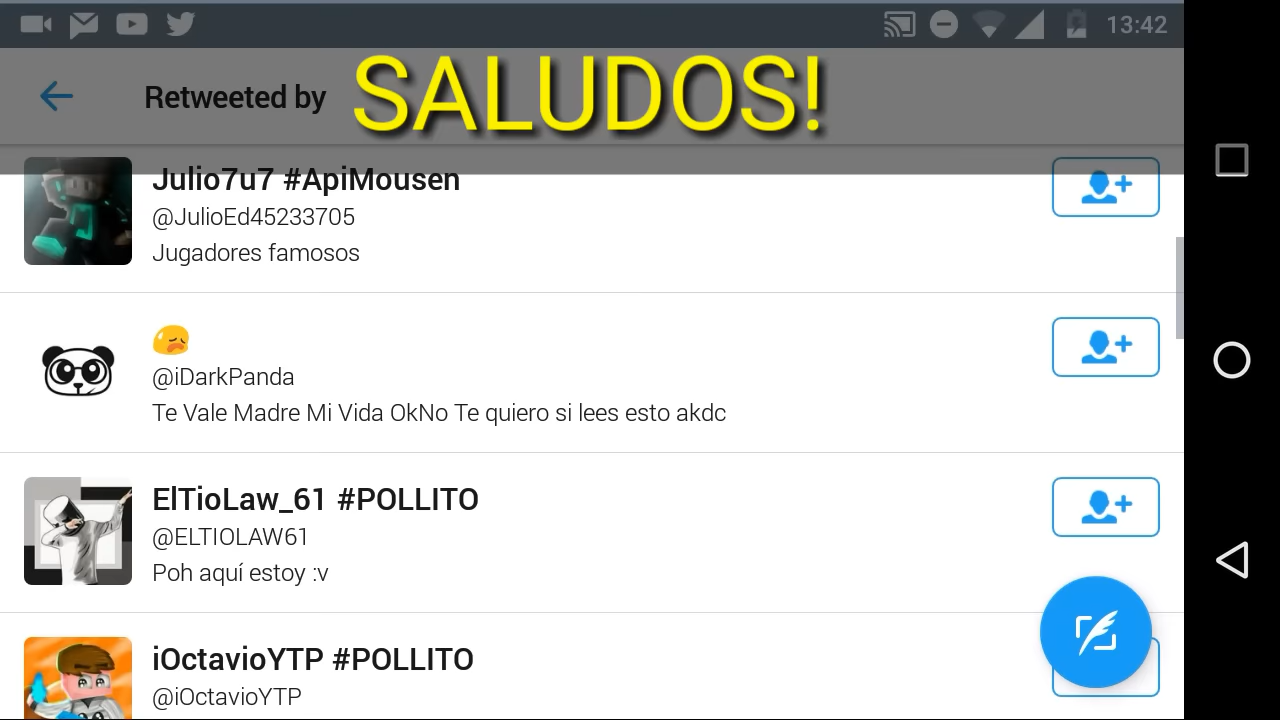 13:42
Retweeted by
SALUDOS!
Julio7u7 #ApiMousen
@JulioEd45233705
Jugadores famosos
😥
@iDarkPanda
Te Vale Madre Mi Vida OkNo Te quiero si lees esto akdc
ElTioLaw_61 #POLLITO
@ELTIOLAW61
Poh aquí estoy :v
iOctavioYTP #POLLITO
@iOctavioYTP